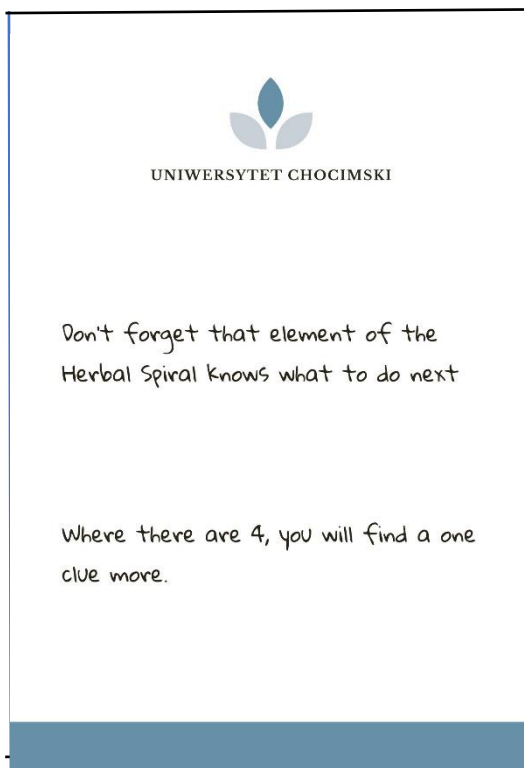 UNIWERSYTET CHOCIMSKI
Don't forget that element of the
Herbal Spiral knows what to do next
Where there are 4, you will find a one
clue more.